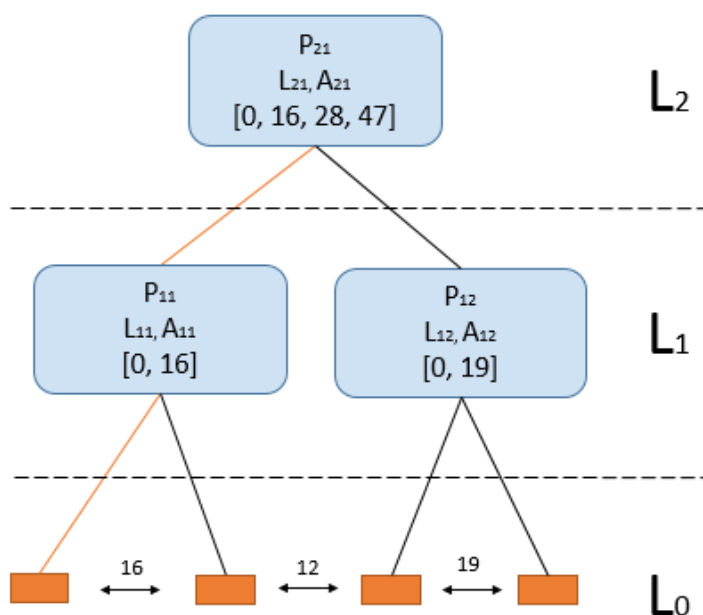 P₂₁
L₂₁, A₂₁
[0, 16, 28, 47]
L₂
P₁₁
L₁₁, A₁₁
[0, 16]
P₁₂
L₁₂, A₁₂
[0, 19]
L₁
16
12
19
L₀